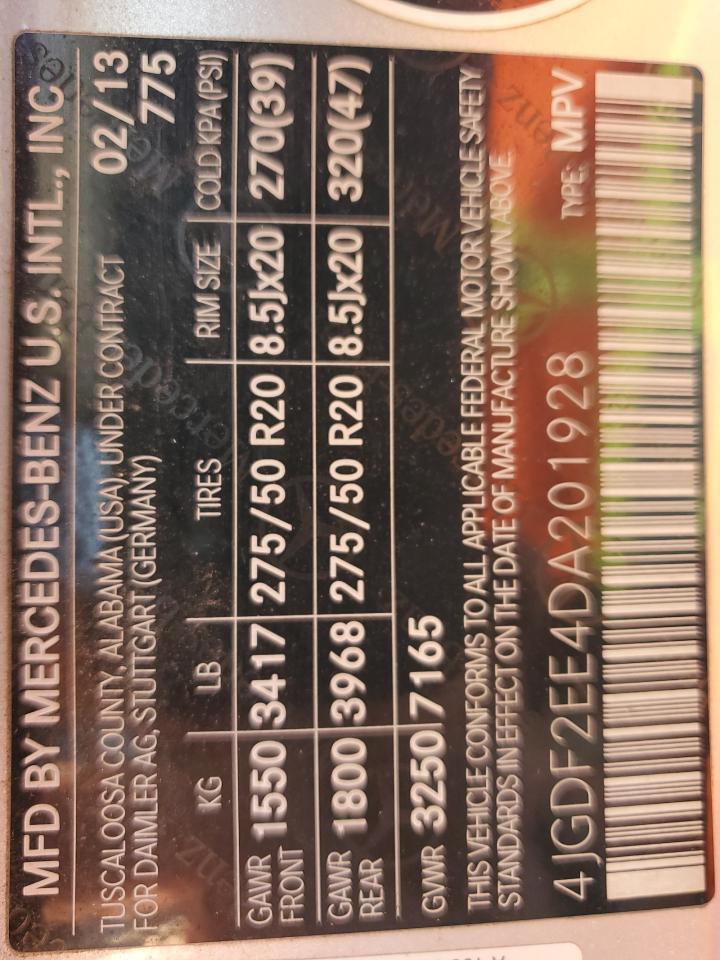 MFD BY MERCEDES-BENZ U.S. INTL., INC.
TUSCALOOSA COUNTY, ALABAMA (USA), UNDER CONTRACT 02/13
FOR DAIMLER AG, STUTTGART (GERMANY) 775
KG LB TIRES RIM SIZE COLD KPA (PSI)
GAWR FRONT 1550 3417 275/50 R20 8.5Jx20 270(39)
GAWR REAR 1800 3968 275/50 R20 8.5Jx20 320(47)
GVWR 3250 7165
THIS VEHICLE CONFORMS TO ALL APPLICABLE FEDERAL MOTOR VEHICLE SAFETY
STANDARDS IN EFFECT ON THE DATE OF MANUFACTURE SHOWN ABOVE.
4JGDF2EE4DA201928 TYPE: MPV